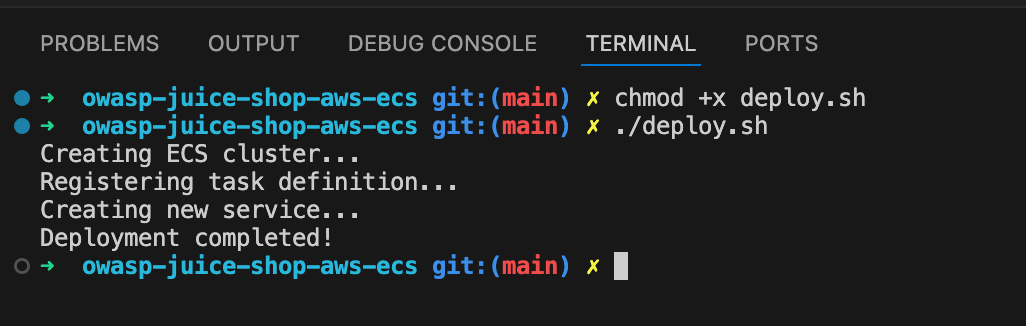 PROBLEMS OUTPUT DEBUG CONSOLE TERMINAL PORTS
➜ owasp-juice-shop-aws-ecs git:(main) ✗ chmod +x deploy.sh
➜ owasp-juice-shop-aws-ecs git:(main) ✗ ./deploy.sh
Creating ECS cluster...
Registering task definition...
Creating new service...
Deployment completed!
➜ owasp-juice-shop-aws-ecs git:(main) ✗